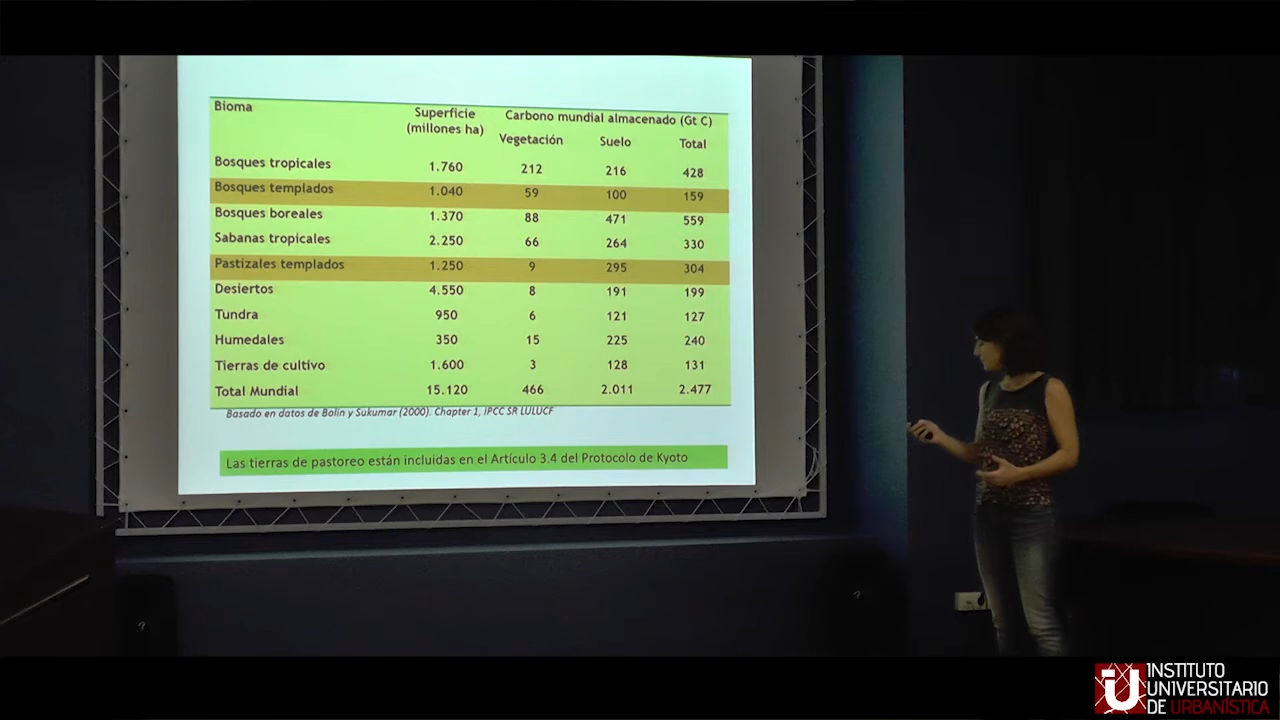 Bioma Superficie (millones ha) Carbono mundial almacenado (Gt C)
Vegetación Suelo Total
Bosques tropicales 1.760 212 216 428
Bosques templados 1.040 59 100 159
Bosques boreales 1.370 88 471 559
Sabanas tropicales 2.250 66 264 330
Pastizales templados 1.250 9 295 304
Desiertos 4.550 8 191 199
Tundra 950 6 121 127
Humedales 350 15 225 240
Tierras de cultivo 1.600 3 128 131
Total Mundial 15.120 466 2.011 2.477
Basado en datos de Bolin y Sukumar (2000). Chapter 1, IPCC SR LULUCF
Las tierras de pastoreo están incluidas en el Artículo 3.4 del Protocolo de Kyoto
iU INSTITUTO
UNIVERSITARIO
DE URBANÍSTICA